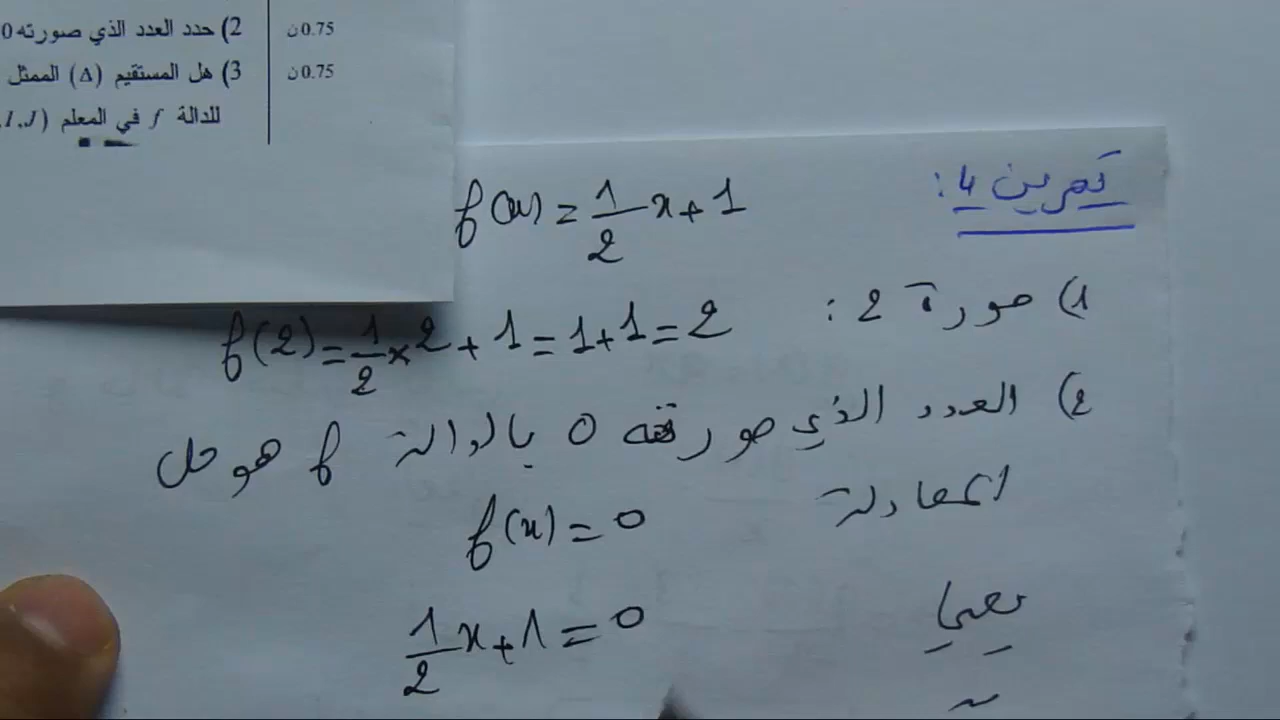 0.75ن
2) حدد العدد الذي صورته 0
0.75ن
3) هل المستقيم (Δ) الممثل
للدالة f في المعلم (I,J.
تمرين 4:
f(x) = 1/2 x + 1
1) صورة 2:
f(2) = 1/2 × 2 + 1 = 1 + 1 = 2
2) العدد الذي صورته 0 بالدالة f هو حل
المعادلة
f(x) = 0
يعني
1/2 x + 1 = 0